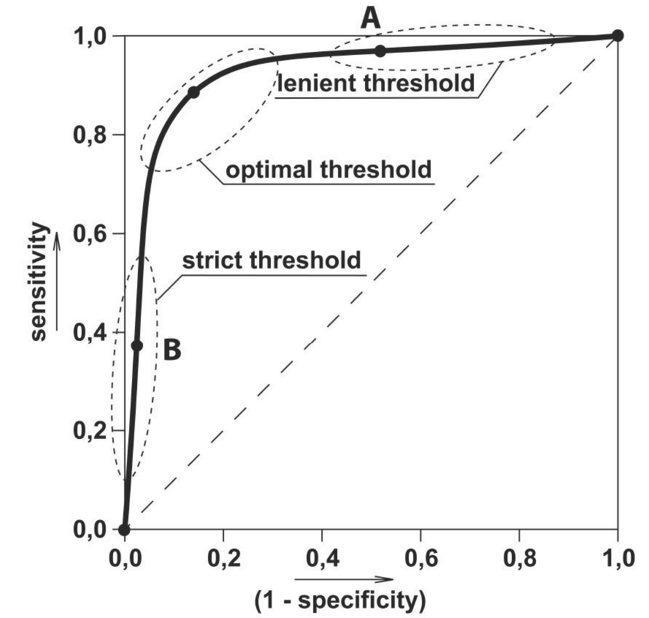 A
1,0
lenient threshold
0,8
optimal threshold
0,6
strict threshold
sensitivity
0,4
B
0,2
0,0
0,0 0,2 0,4 0,6 0,8 1,0
(1 - specificity)